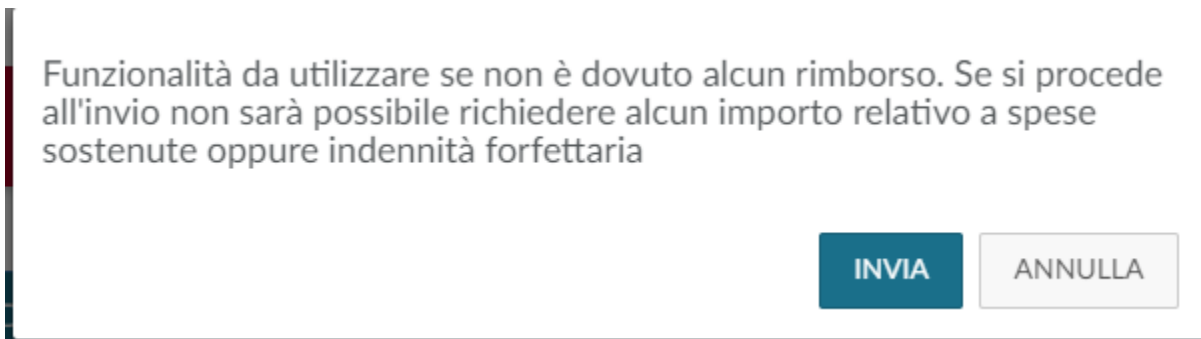 Funzionalità da utilizzare se non è dovuto alcun rimborso. Se si procede
all'invio non sarà possibile richiedere alcun importo relativo a spese
sostenute oppure indennità forfettaria
INVIA ANNULLA